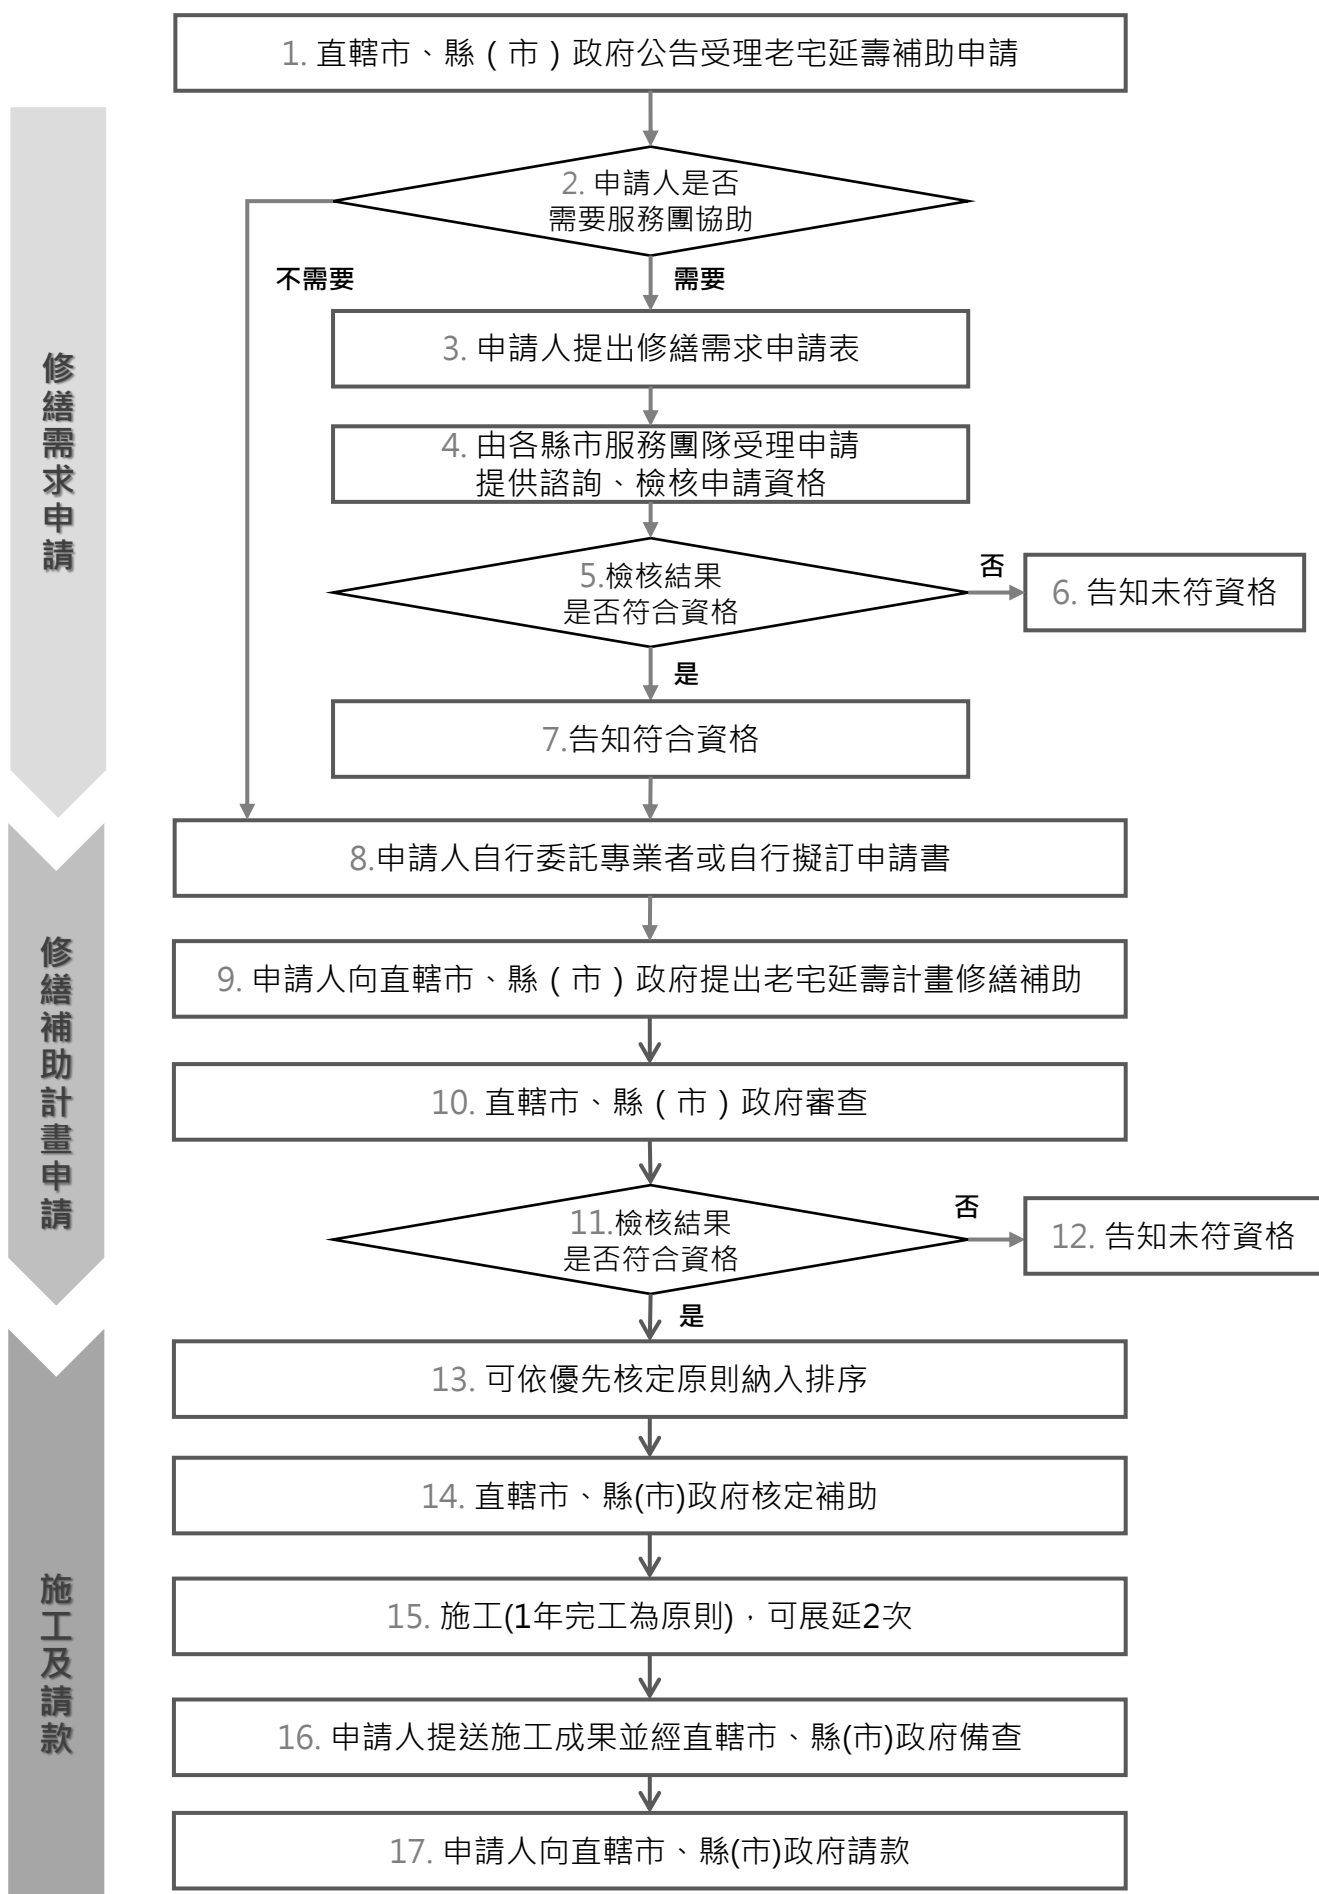 1. 直轄市、縣（市）政府公告受理老宅延壽補助申請
2. 申請人是否
需要服務團協助
不需要
需要
3. 申請人提出修繕需求申請表
4. 由各縣市服務團隊受理申請
提供諮詢、檢核申請資格
5.檢核結果
是否符合資格
否
6. 告知未符資格
是
7.告知符合資格
修繕需求申請
8.申請人自行委託專業者或自行擬訂申請書
9. 申請人向直轄市、縣（市）政府提出老宅延壽計畫修繕補助
10. 直轄市、縣（市）政府審查
11.檢核結果
是否符合資格
否
12. 告知未符資格
是
修繕補助計畫申請
13. 可依優先核定原則納入排序
14. 直轄市、縣(市)政府核定補助
15. 施工(1年完工為原則)，可展延2次
16. 申請人提送施工成果並經直轄市、縣(市)政府備查
17. 申請人向直轄市、縣(市)政府請款
施工及請款